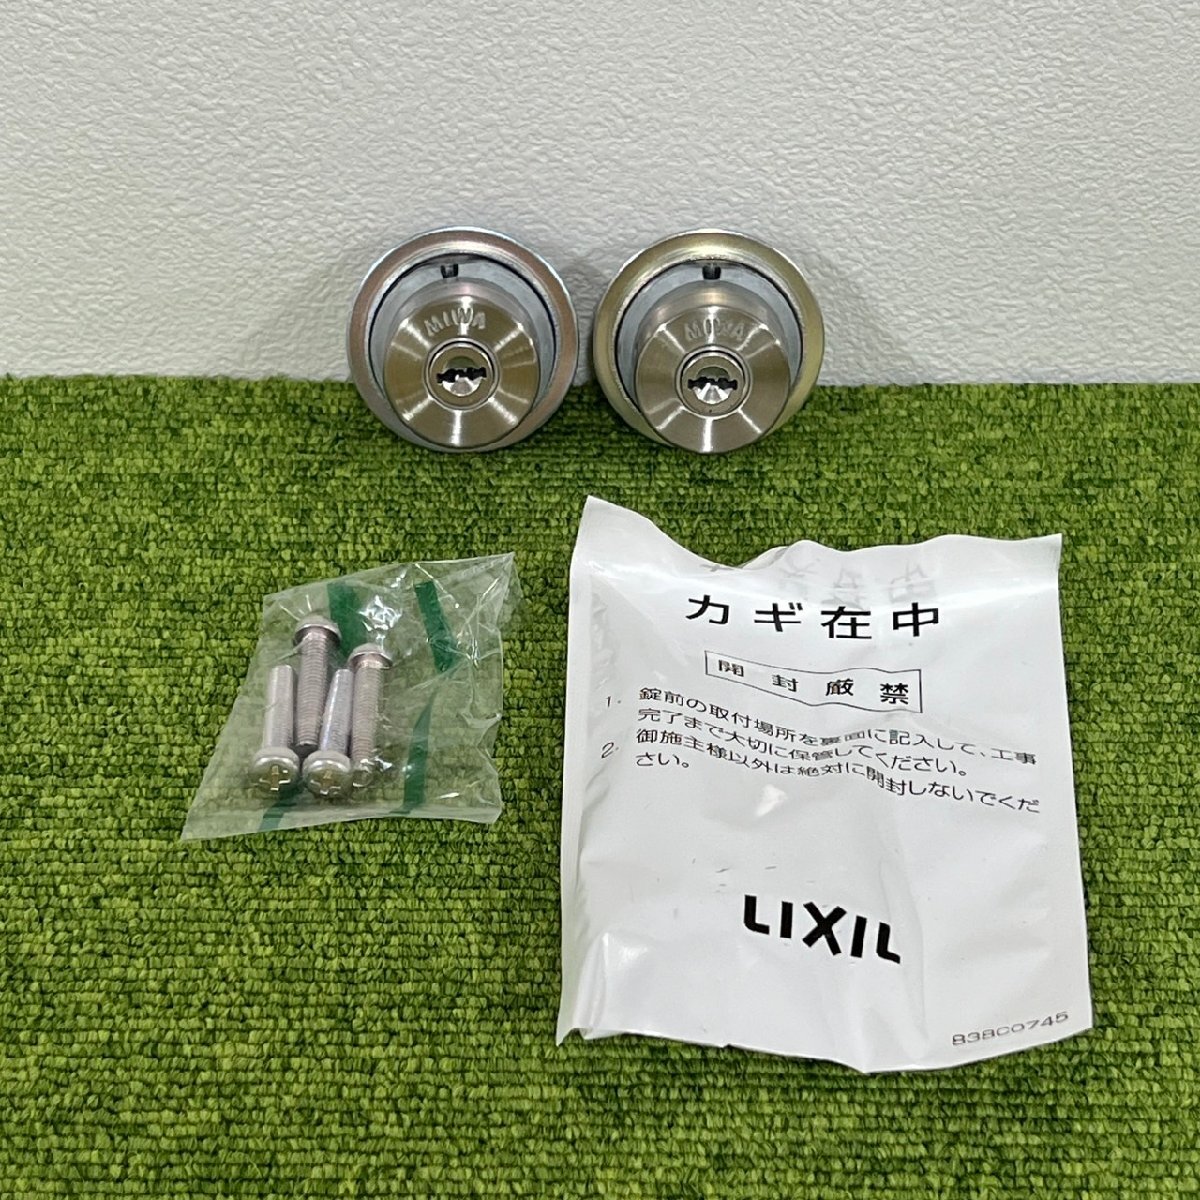 MIWA
MIWA
カギ在中
開封厳禁
1. 錠前の取付場所を裏面に記入して、工事
完了まで大切に保管してください。
2. 御施主様以外は絶対に開封しないでくだ
さい。
LIXIL
B38C0745